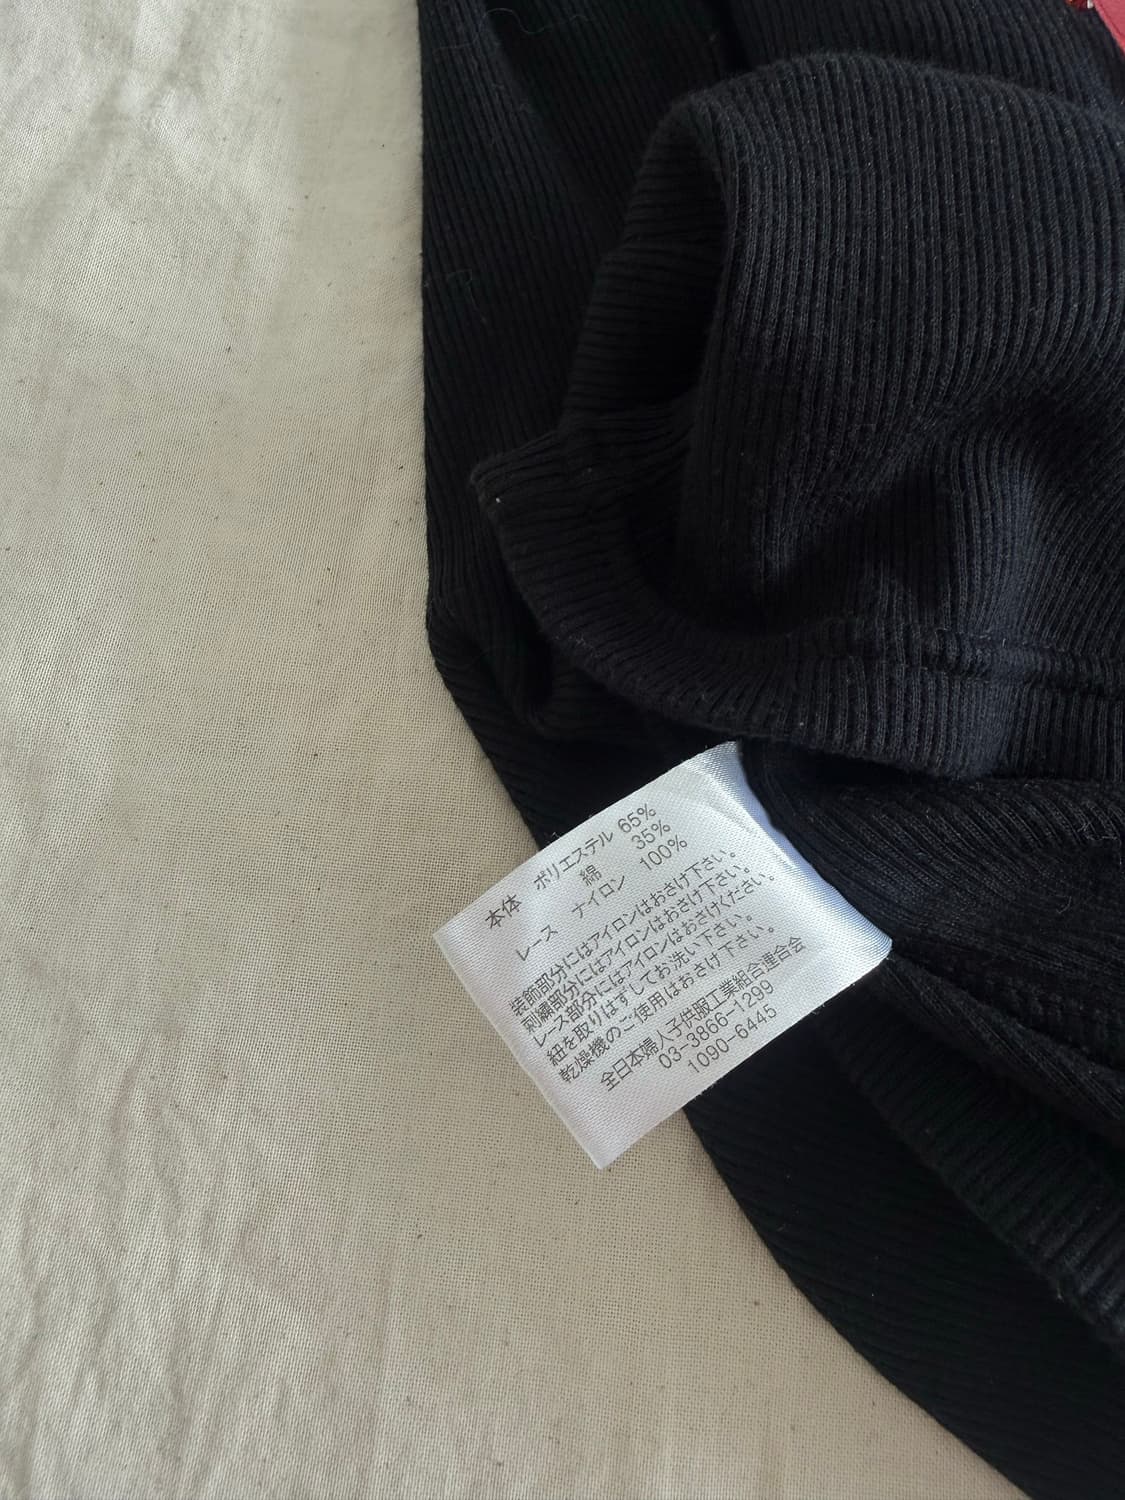 本体 ポリエステル 65%
綿 35%
レース ナイロン 100%
装飾部分にはアイロンはおさけ下さい。
刺繍部分にはアイロンはおさけ下さい。
レース部分にはアイロンはおさけください。
紐を取りはずしてお洗い下さい。
乾燥機のご使用はおさけ下さい。
全日本婦人子供服工業組合連合会
03-3866-1299
1090-6445